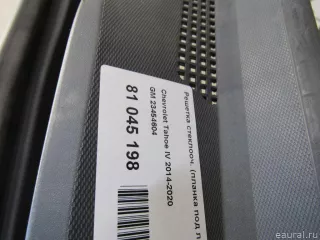 Решетка стеклооч. (планка под л
Chevrolet Tahoe IV 2014-2020
GM 23454604
81 045 198
eaural.ru